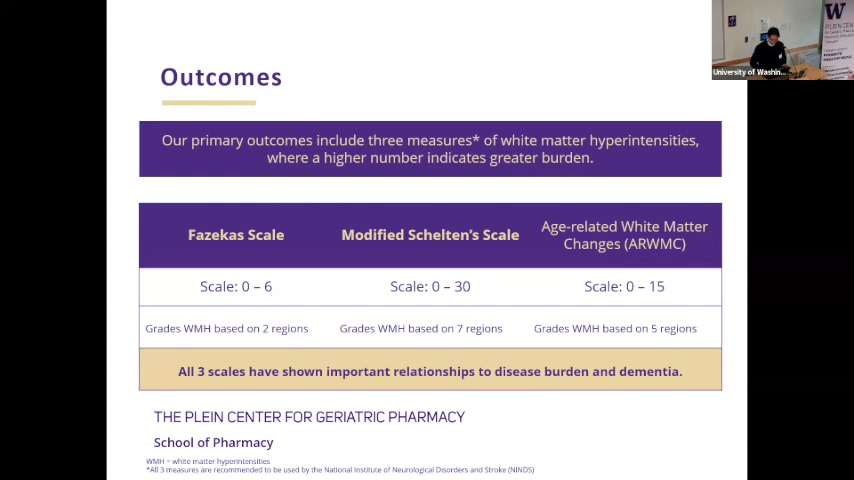 Outcomes
Our primary outcomes include three measures* of white matter hyperintensities,
where a higher number indicates greater burden.
Fazekas Scale
Modified Schelten's Scale
Age-related White Matter
Changes (ARWMC)
Scale: 0 – 6
Scale: 0 – 30
Scale: 0 – 15
Grades WMH based on 2 regions
Grades WMH based on 7 regions
Grades WMH based on 5 regions
All 3 scales have shown important relationships to disease burden and dementia.
THE PLEIN CENTER FOR GERIATRIC PHARMACY
School of Pharmacy
WMH = white matter hyperintensities
*All 3 measures are recommended to be used by the National Institute of Neurological Disorders and Stroke (NINDS)
W
PLEIN CENTER
University of Washin...